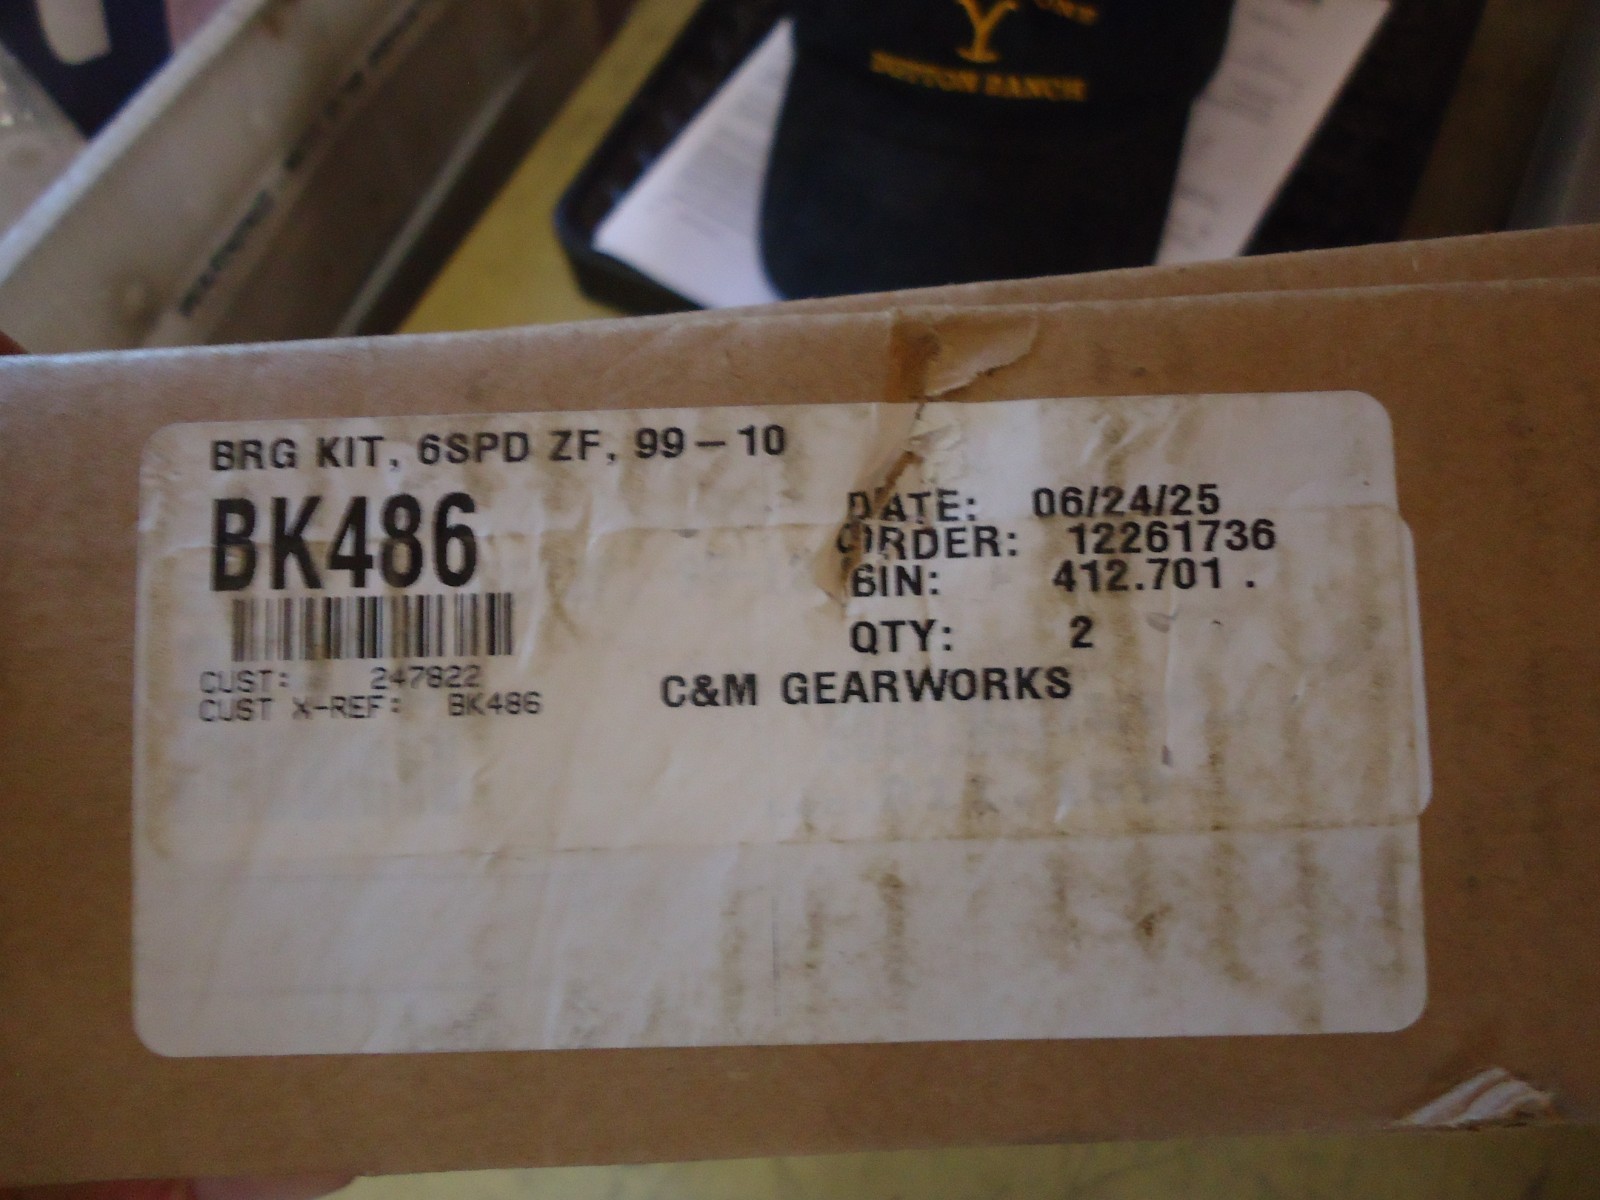 DUTTON RANCH
BRG KIT, 6SPD ZF, 99-10
BK486
DATE: 06/24/25
ORDER: 12261736
BIN: 412.701 .
QTY: 2
CUST: 247822
CUST X-REF: BK486
C&M GEARWORKS